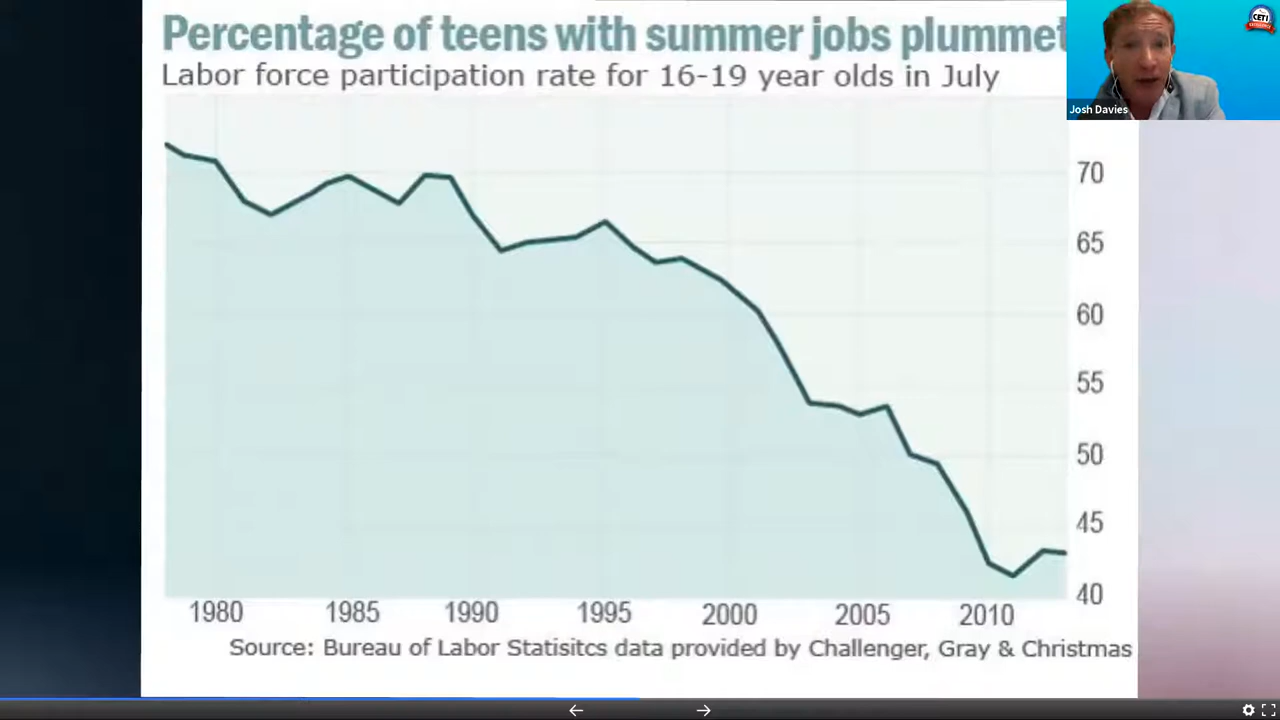 Percentage of teens with summer jobs plummet
Labor force participation rate for 16-19 year olds in July
Josh Davies
CETI
70
65
60
55
50
45
40
1980 1985 1990 1995 2000 2005 2010
Source: Bureau of Labor Statisitcs data provided by Challenger, Gray & Christmas